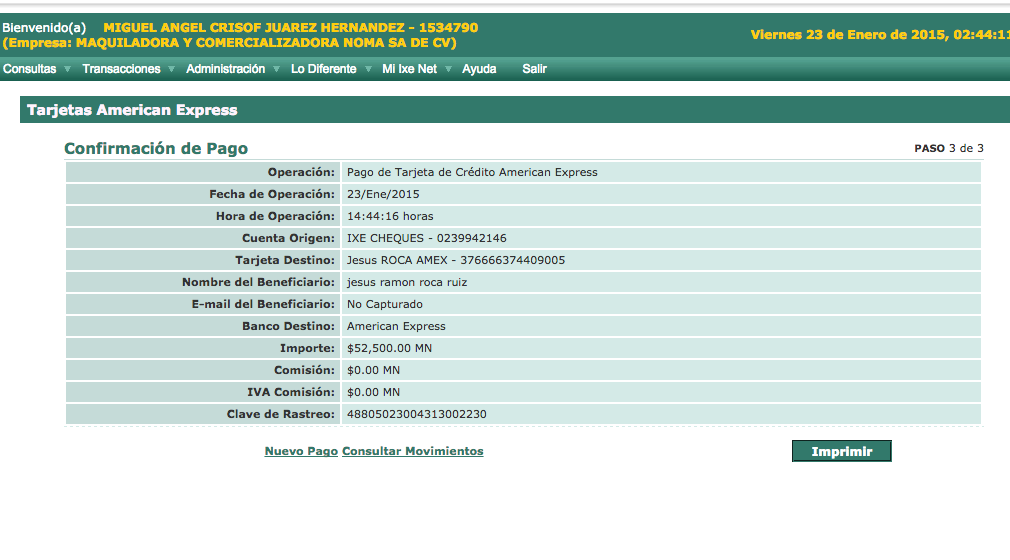 Bienvenido(a) MIGUEL ANGEL CRISOF JUAREZ HERNANDEZ - 1534790
(Empresa: MAQUILADORA Y COMERCIALIZADORA NOMA SA DE CV)
Viernes 23 de Enero de 2015, 02:44:11
Consultas Transacciones Administración Lo Diferente Mi Ixe Net Ayuda Salir
Tarjetas American Express
Confirmación de Pago PASO 3 de 3
Operación: Pago de Tarjeta de Crédito American Express
Fecha de Operación: 23/Ene/2015
Hora de Operación: 14:44:16 horas
Cuenta Origen: IXE CHEQUES - 0239942146
Tarjeta Destino: Jesus ROCA AMEX - 376666374409005
Nombre del Beneficiario: jesus ramon roca ruiz
E-mail del Beneficiario: No Capturado
Banco Destino: American Express
Importe: $52,500.00 MN
Comisión: $0.00 MN
IVA Comisión: $0.00 MN
Clave de Rastreo: 48805023004313002230
Nuevo Pago Consultar Movimientos Imprimir